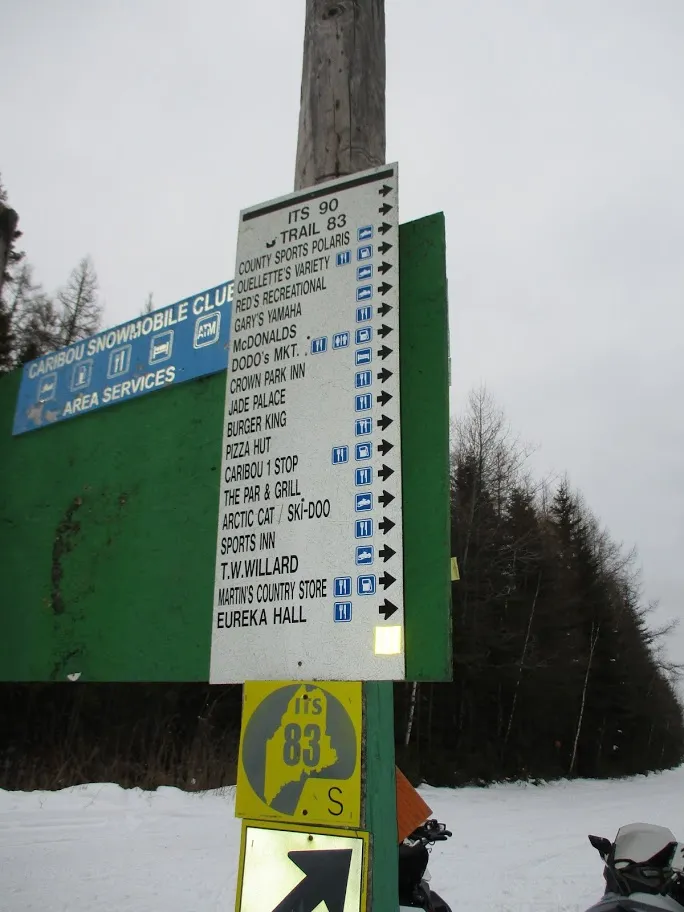 CARIBOU SNOWMOBILE CLUB
ATM
AREA SERVICES
ITS 90
TRAIL 83
COUNTY SPORTS POLARIS
OUELLETTE'S VARIETY
RED'S RECREATIONAL
GARY'S YAMAHA
McDONALDS
DODO's MKT.
CROWN PARK INN
JADE PALACE
BURGER KING
PIZZA HUT
CARIBOU 1 STOP
THE PAR & GRILL
ARCTIC CAT / SKi-DOO
SPORTS INN
T.W.WILLARD
MARTIN'S COUNTRY STORE
EUREKA HALL
ITS
83
S